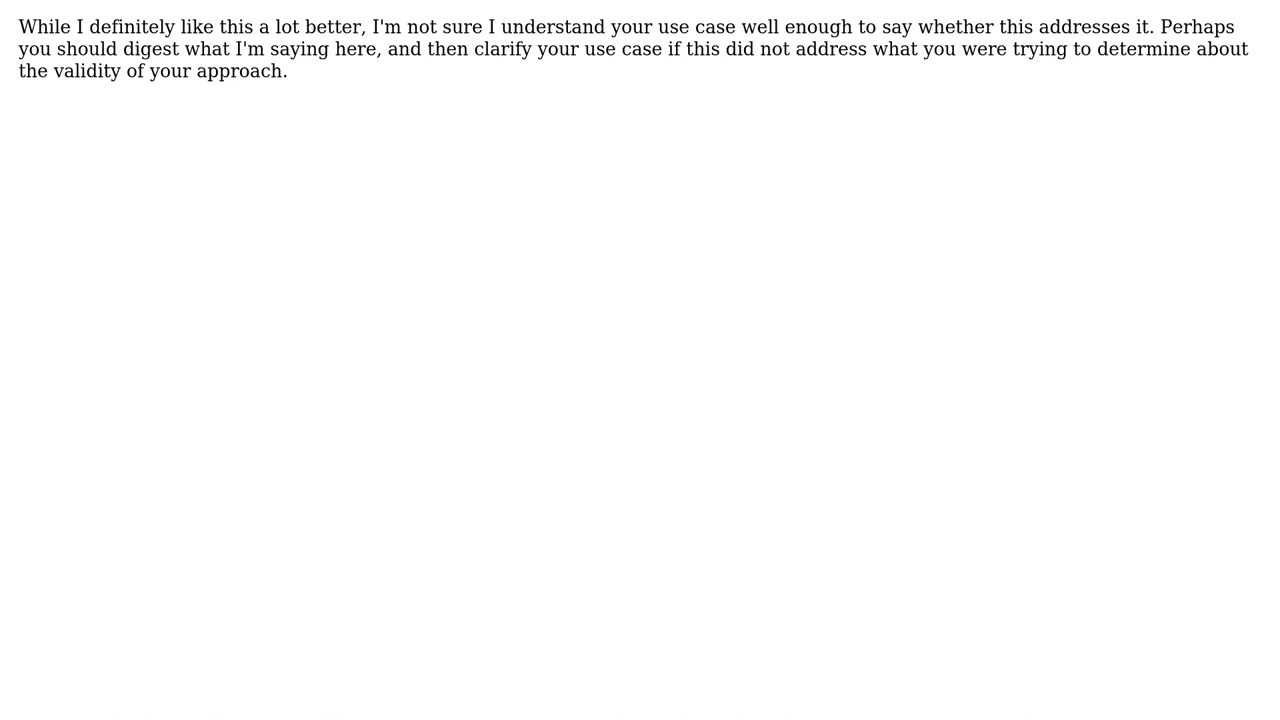 While I definitely like this a lot better, I'm not sure I understand your use case well enough to say whether this addresses it. Perhaps
you should digest what I'm saying here, and then clarify your use case if this did not address what you were trying to determine about
the validity of your approach.